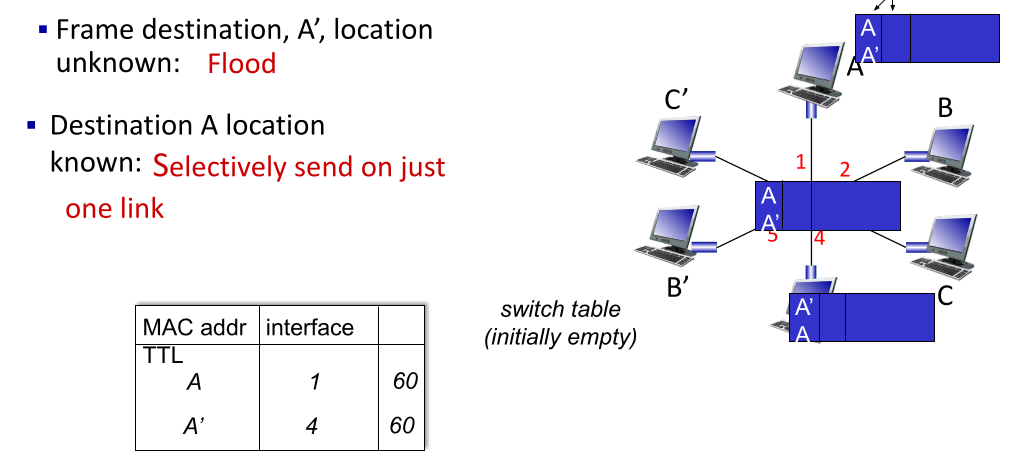 Frame destination, A’, location
unknown: Flood
Destination A location
known: Selectively send on just
one link
A
A’
A
C’
B
1
2
A
A’
5
4
B’
C
A’
A
switch table
(initially empty)
MAC addr interface
TTL
A 1 60
A’ 4 60